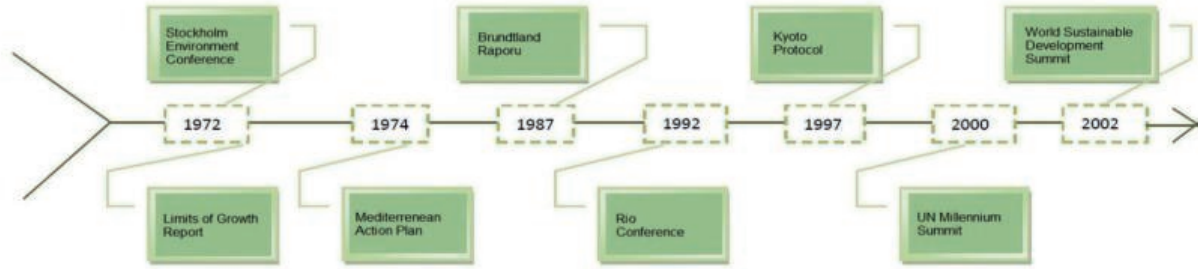 Stockholm
Environment
Conference
Brundtland
Raporu
Kyoto
Protocol
World Sustainable
Development
Summit
1972
1974
1987
1992
1997
2000
2002
Limits of Growth
Report
Mediterrenean
Action Plan
Rio
Conference
UN Millennium
Summit